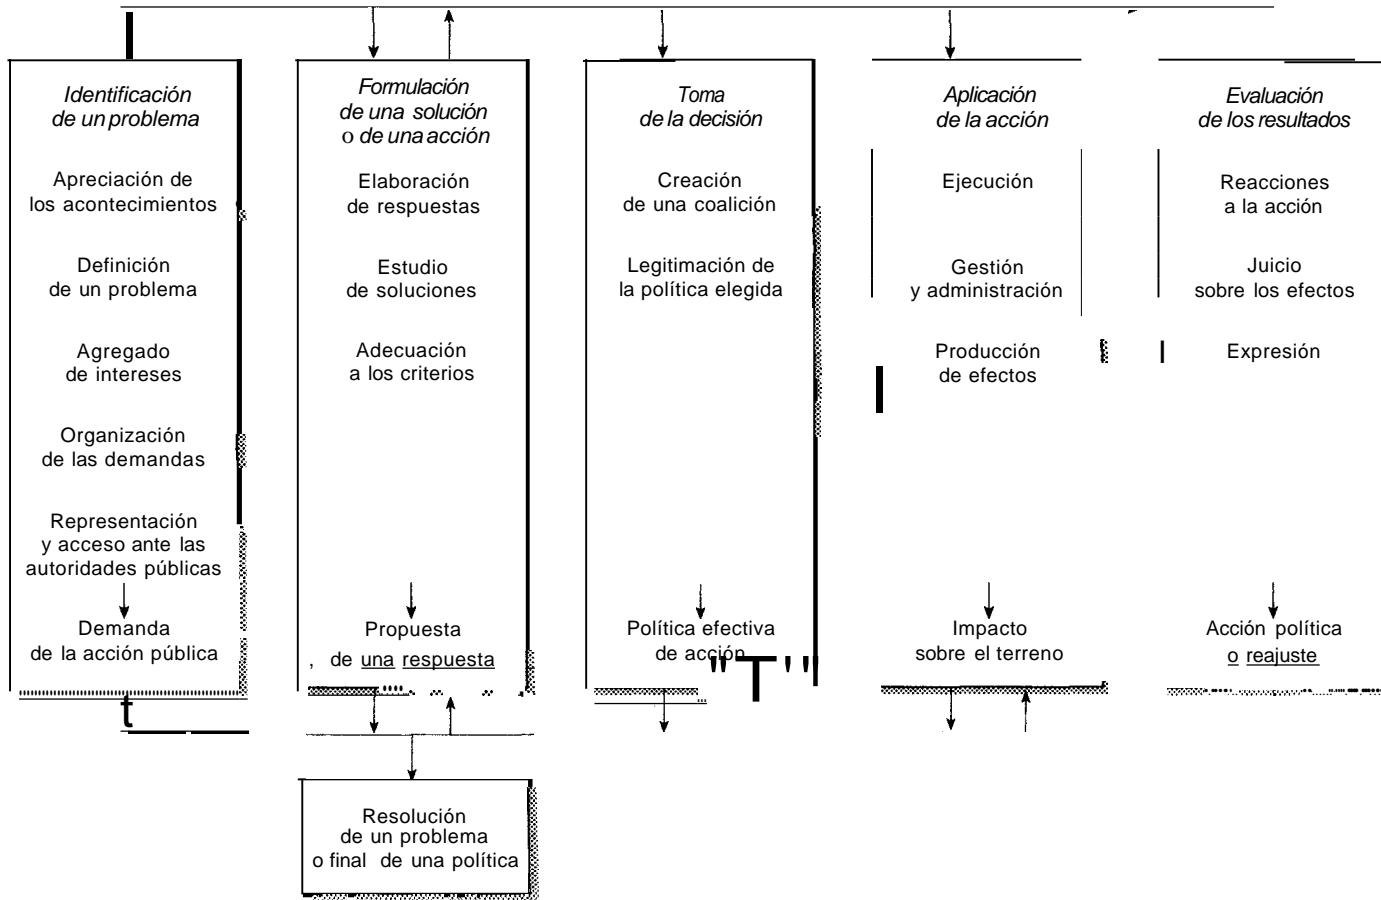 Identificación
de un problema
Apreciación de
los acontecimientos
Definición
de un problema
Agregado
de intereses
Organización
de las demandas
Representación
y acceso ante las
autoridades públicas
Demanda
de la acción pública
Formulación
de una solución
o de una acción
Elaboración
de respuestas
Estudio
de soluciones
Adecuación
a los criterios
Propuesta
, de una respuesta
Toma
de la decisión
Creación
de una coalición
Legitimación de
la política elegida
Política efectiva
de acción
Aplicación
de la acción
Ejecución
Gestión
y administración
Producción
de efectos
Impacto
sobre el terreno
Evaluación
de los resultados
Reacciones
a la acción
Juicio
sobre los efectos
Expresión
Acción política
o reajuste
Resolución
de un problema
o final de una política